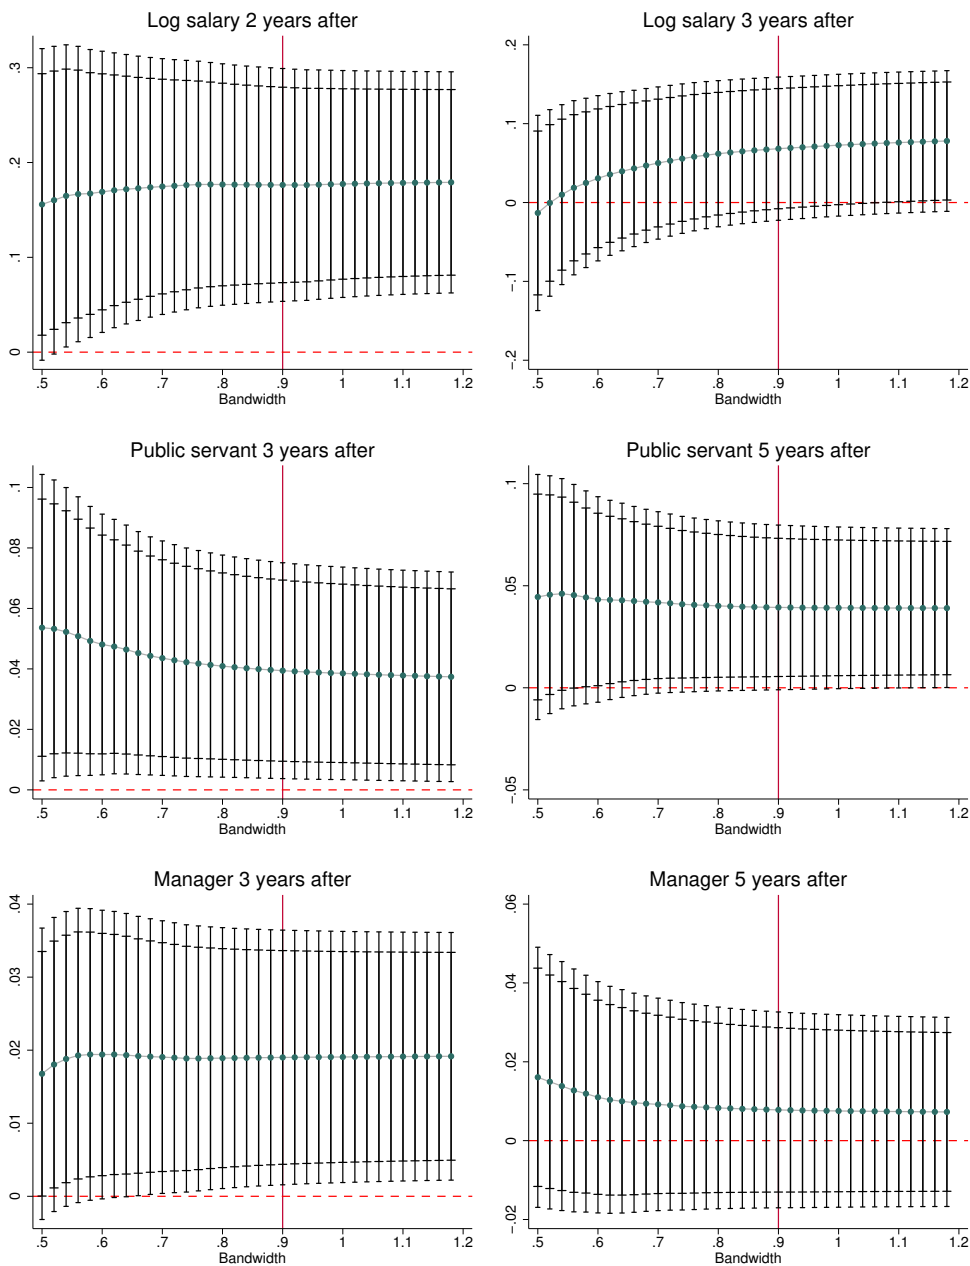 Log salary 2 years after
.3
.2
.1
0
.5 .6 .7 .8 .9 1 1.1 1.2
Bandwidth
Log salary 3 years after
.2
.1
0
-.1
-.2
.5 .6 .7 .8 .9 1 1.1 1.2
Bandwidth
Public servant 3 years after
.1
.08
.06
.04
.02
0
.5 .6 .7 .8 .9 1 1.1 1.2
Bandwidth
Public servant 5 years after
.1
.05
0
-.05
.5 .6 .7 .8 .9 1 1.1 1.2
Bandwidth
Manager 3 years after
.04
.03
.02
.01
0
.5 .6 .7 .8 .9 1 1.1 1.2
Bandwidth
Manager 5 years after
.06
.04
.02
0
-.02
.5 .6 .7 .8 .9 1 1.1 1.2
Bandwidth